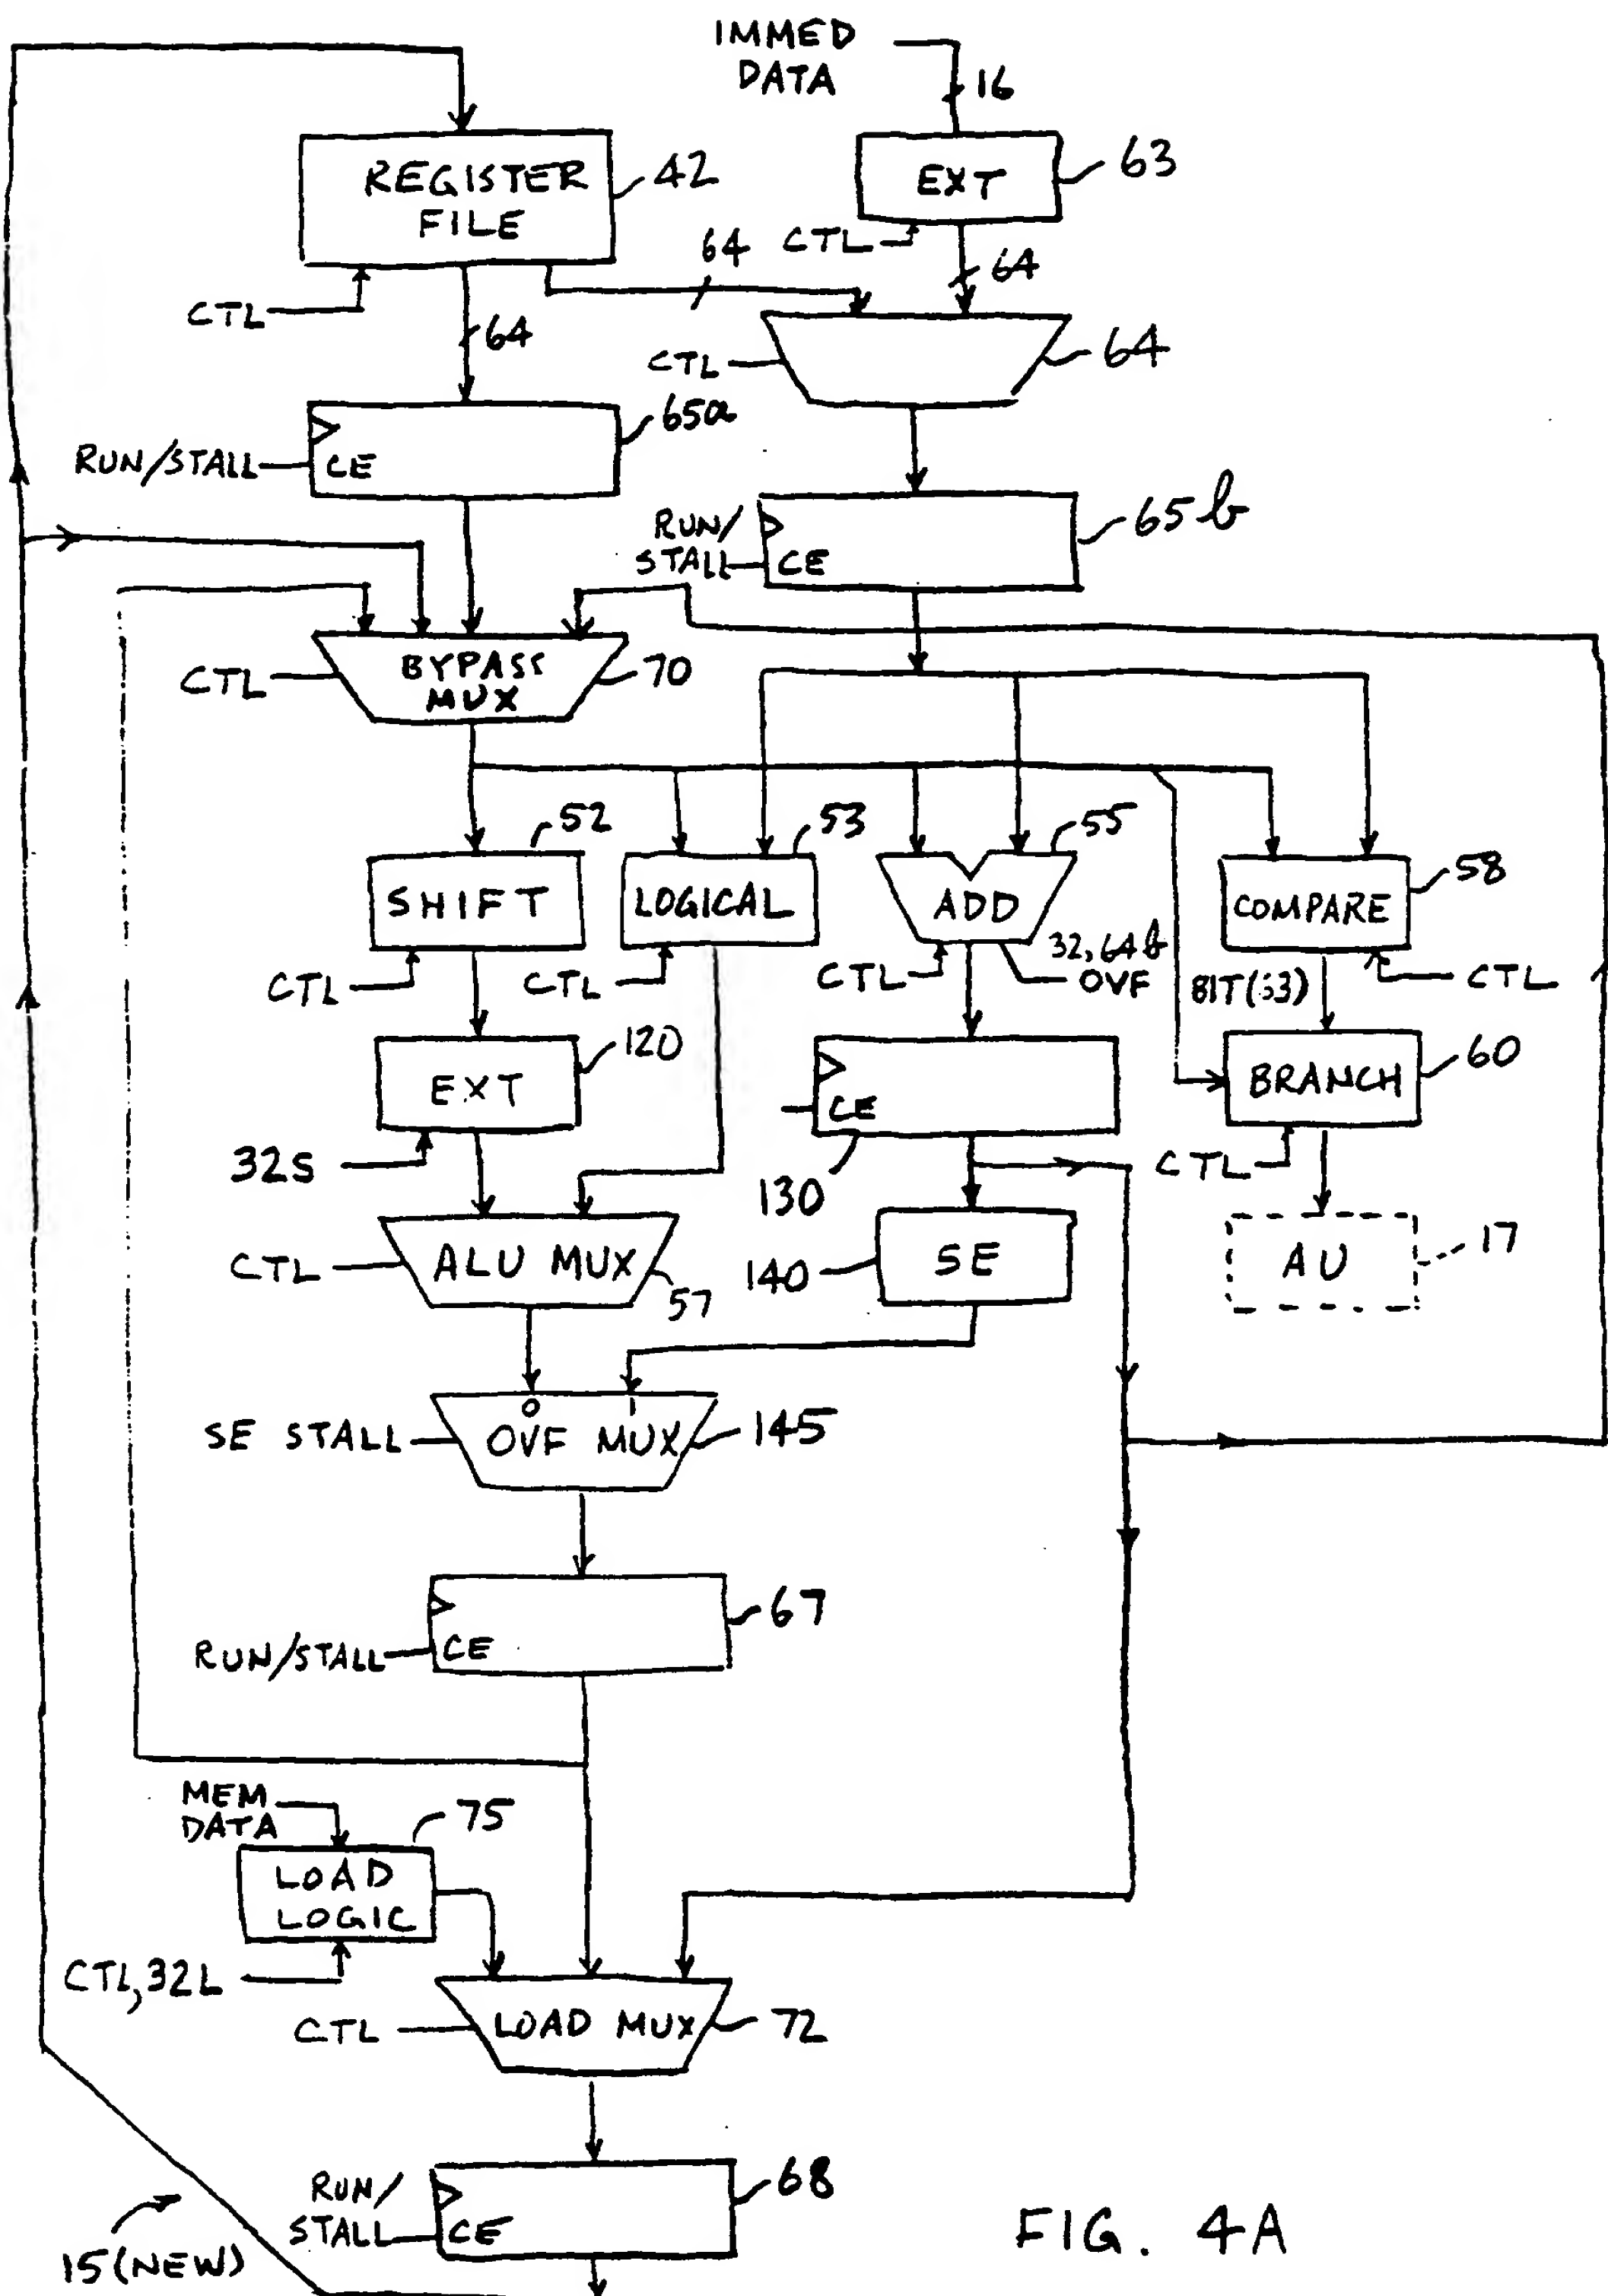 IMMED
DATA
16
REGISTER
FILE
42
EXT
63
CTL
64
64
CTL
64
CTL
64
65a
RUN/STALL
CE
65b
RUN/
STALL
CE
BYPASS
MUX
70
CTL
52
53
55
58
SHIFT
LOGICAL
ADD
COMPARE
32,64b
OVF
CTL
CTL
CTL
CTL
BIT(63)
120
EXT
CE
BRANCH
60
32S
130
CTL
ALU MUX
57
CTL
140
SE
AU
17
SE STALL
0 1
OVF MUX
145
67
RUN/STALL
CE
MEM
DATA
75
LOAD
LOGIC
CTL,32L
CTL
LOAD MUX
72
RUN/
STALL
CE
68
15(NEW)
FIG. 4A